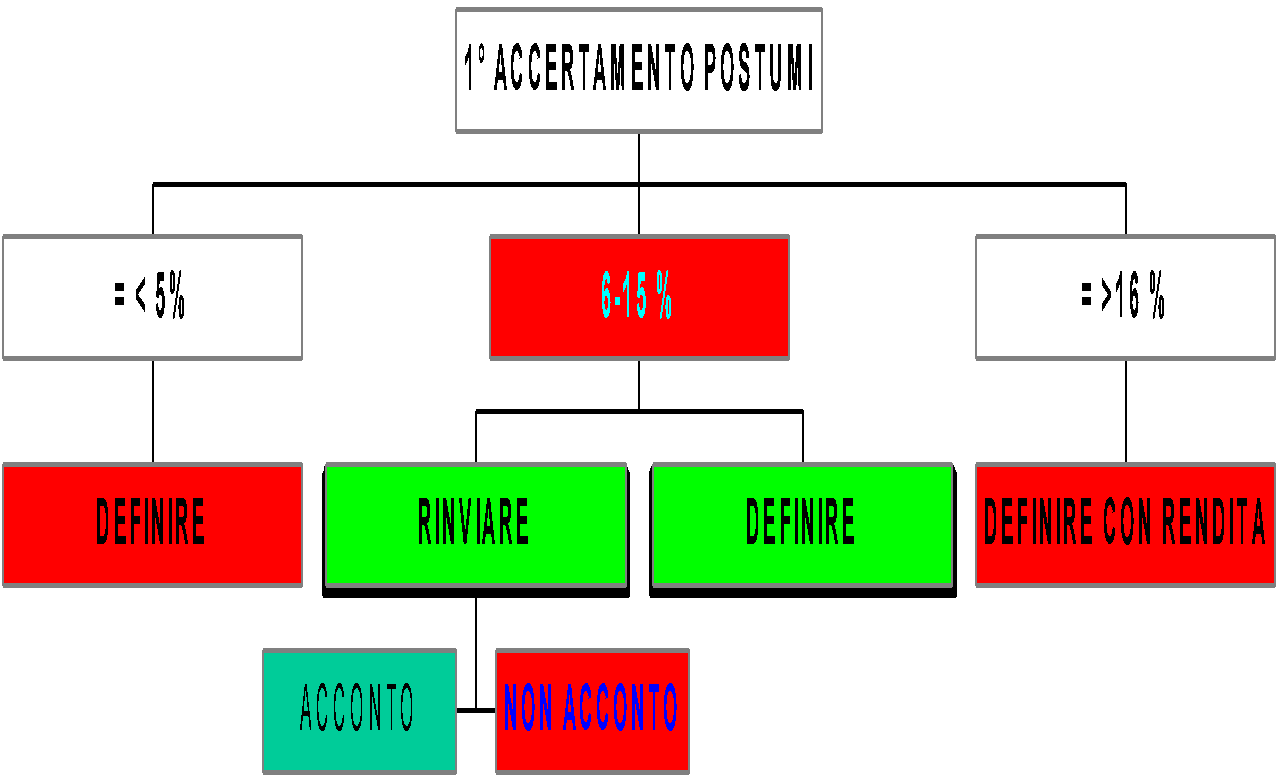 1° ACCERTAMENTO POSTUMI
= < 5%
6-15 %
= >16 %
DEFINIRE
RINVIARE
DEFINIRE
DEFINIRE CON RENDITA
ACCONTO
NON ACCONTO